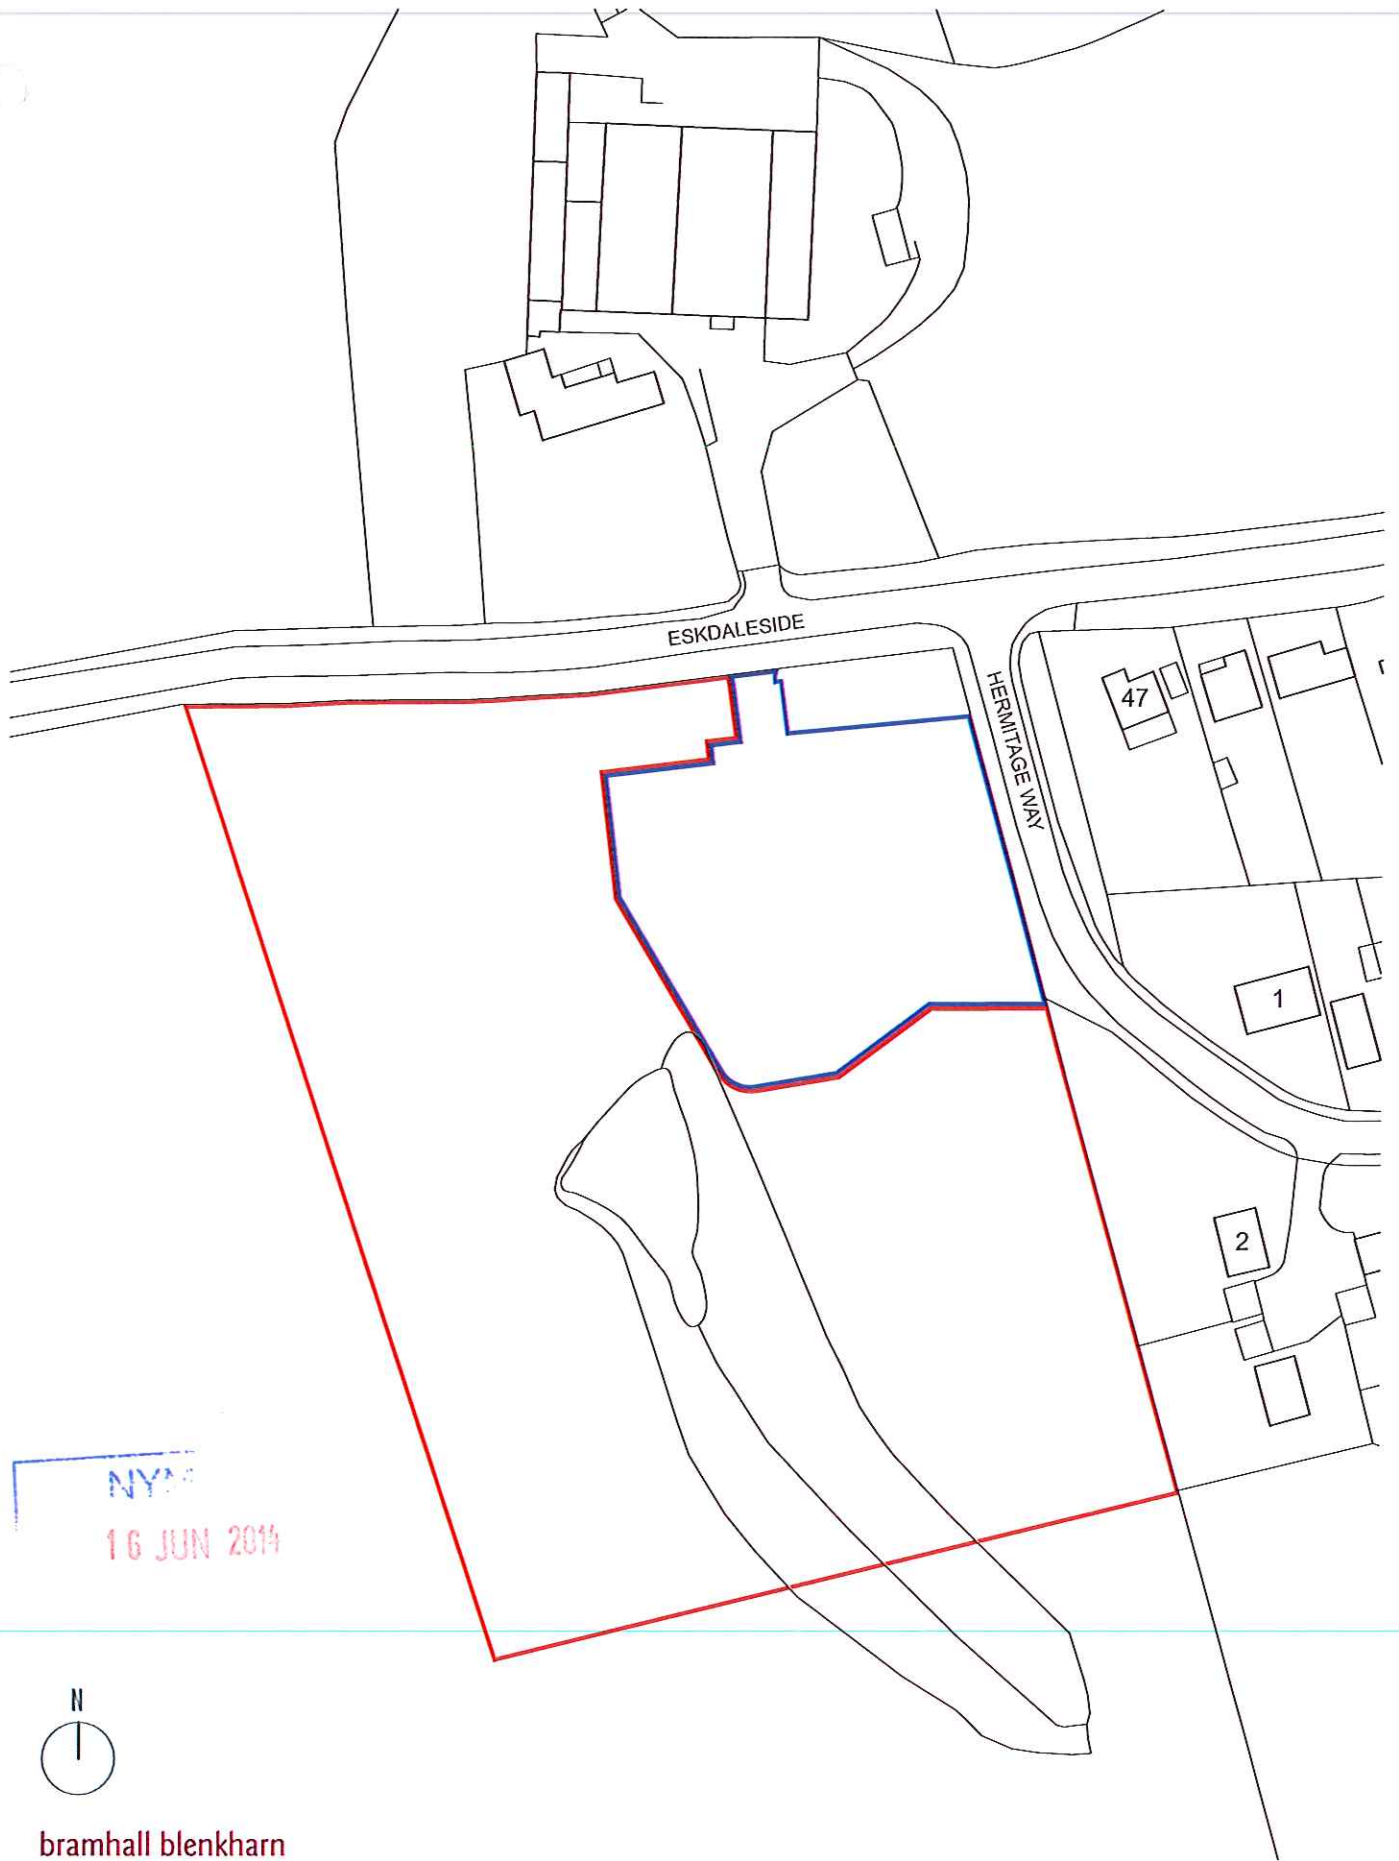 ESKDALESIDE
HERMITAGE WAY
47
1
2
16 JUN 2014
N
bramhall blenkharn